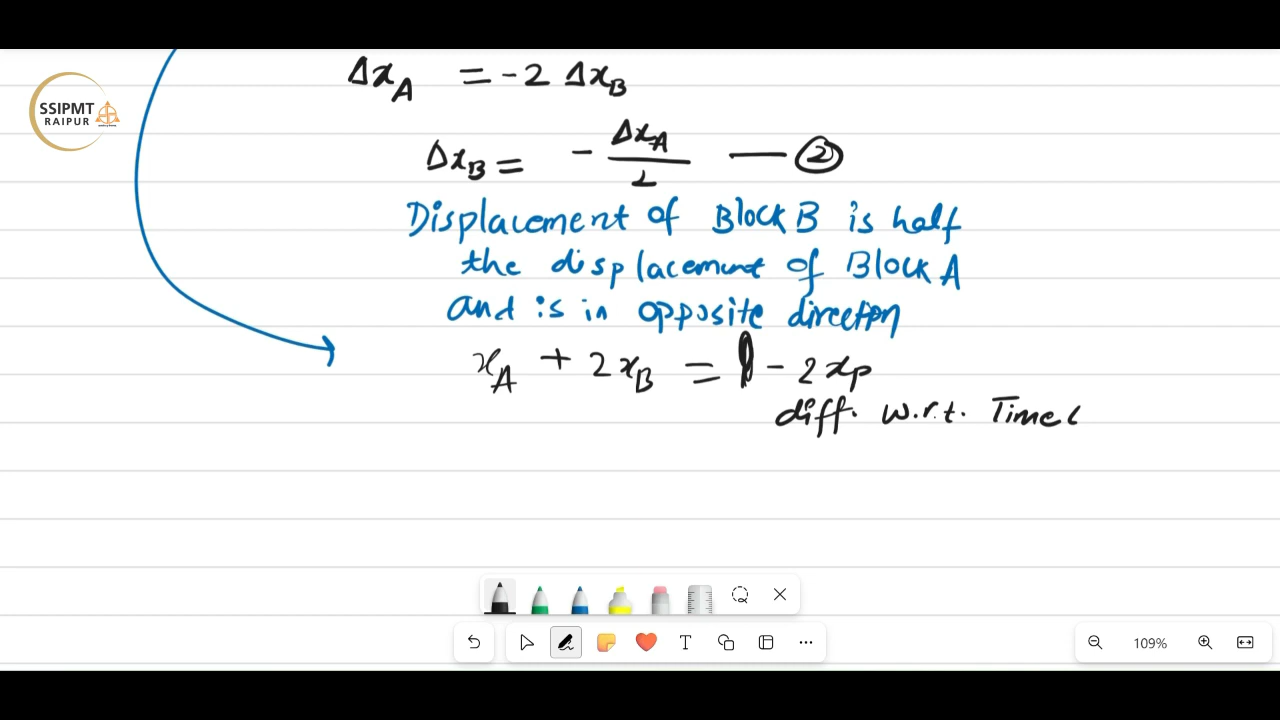 SSIPMT
RAIPUR
Δx_A = -2 Δx_B
Δx_B = - Δx_A / 2 — ②
Displacement of Block B is half
the displacement of Block A
and is in opposite direction
x_A + 2x_B = l - 2x_P
diff. w.r.t. Time (
109%